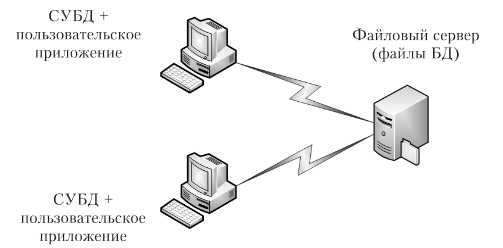 СУБД +
пользовательское
приложение
Файловый сервер
(файлы БД)
СУБД +
пользовательское
приложение